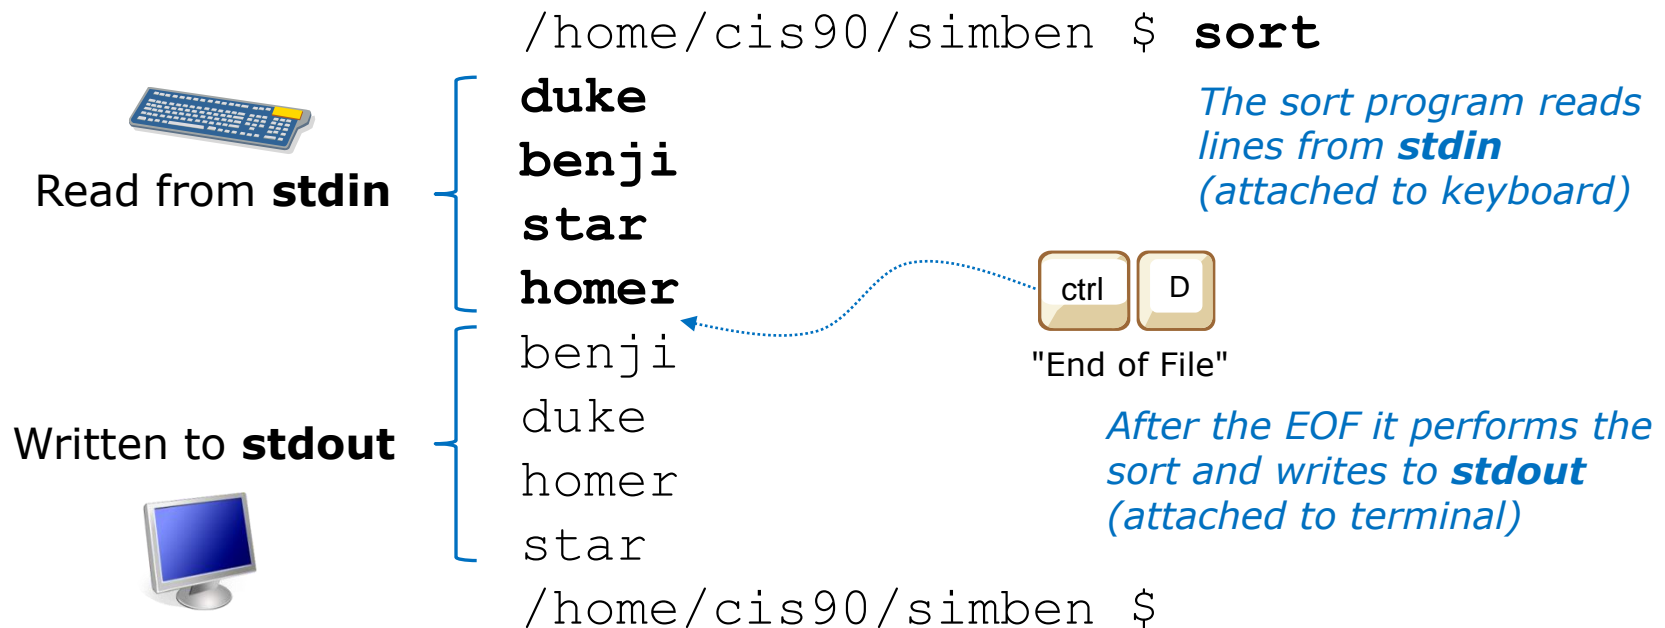 /home/cis90/simben $ sort
duke
benji
star
homer
benji
duke
homer
star
/home/cis90/simben $
Read from stdin
Written to stdout
The sort program reads
lines from stdin
(attached to keyboard)
ctrl D
"End of File"
After the EOF it performs the
sort and writes to stdout
(attached to terminal)